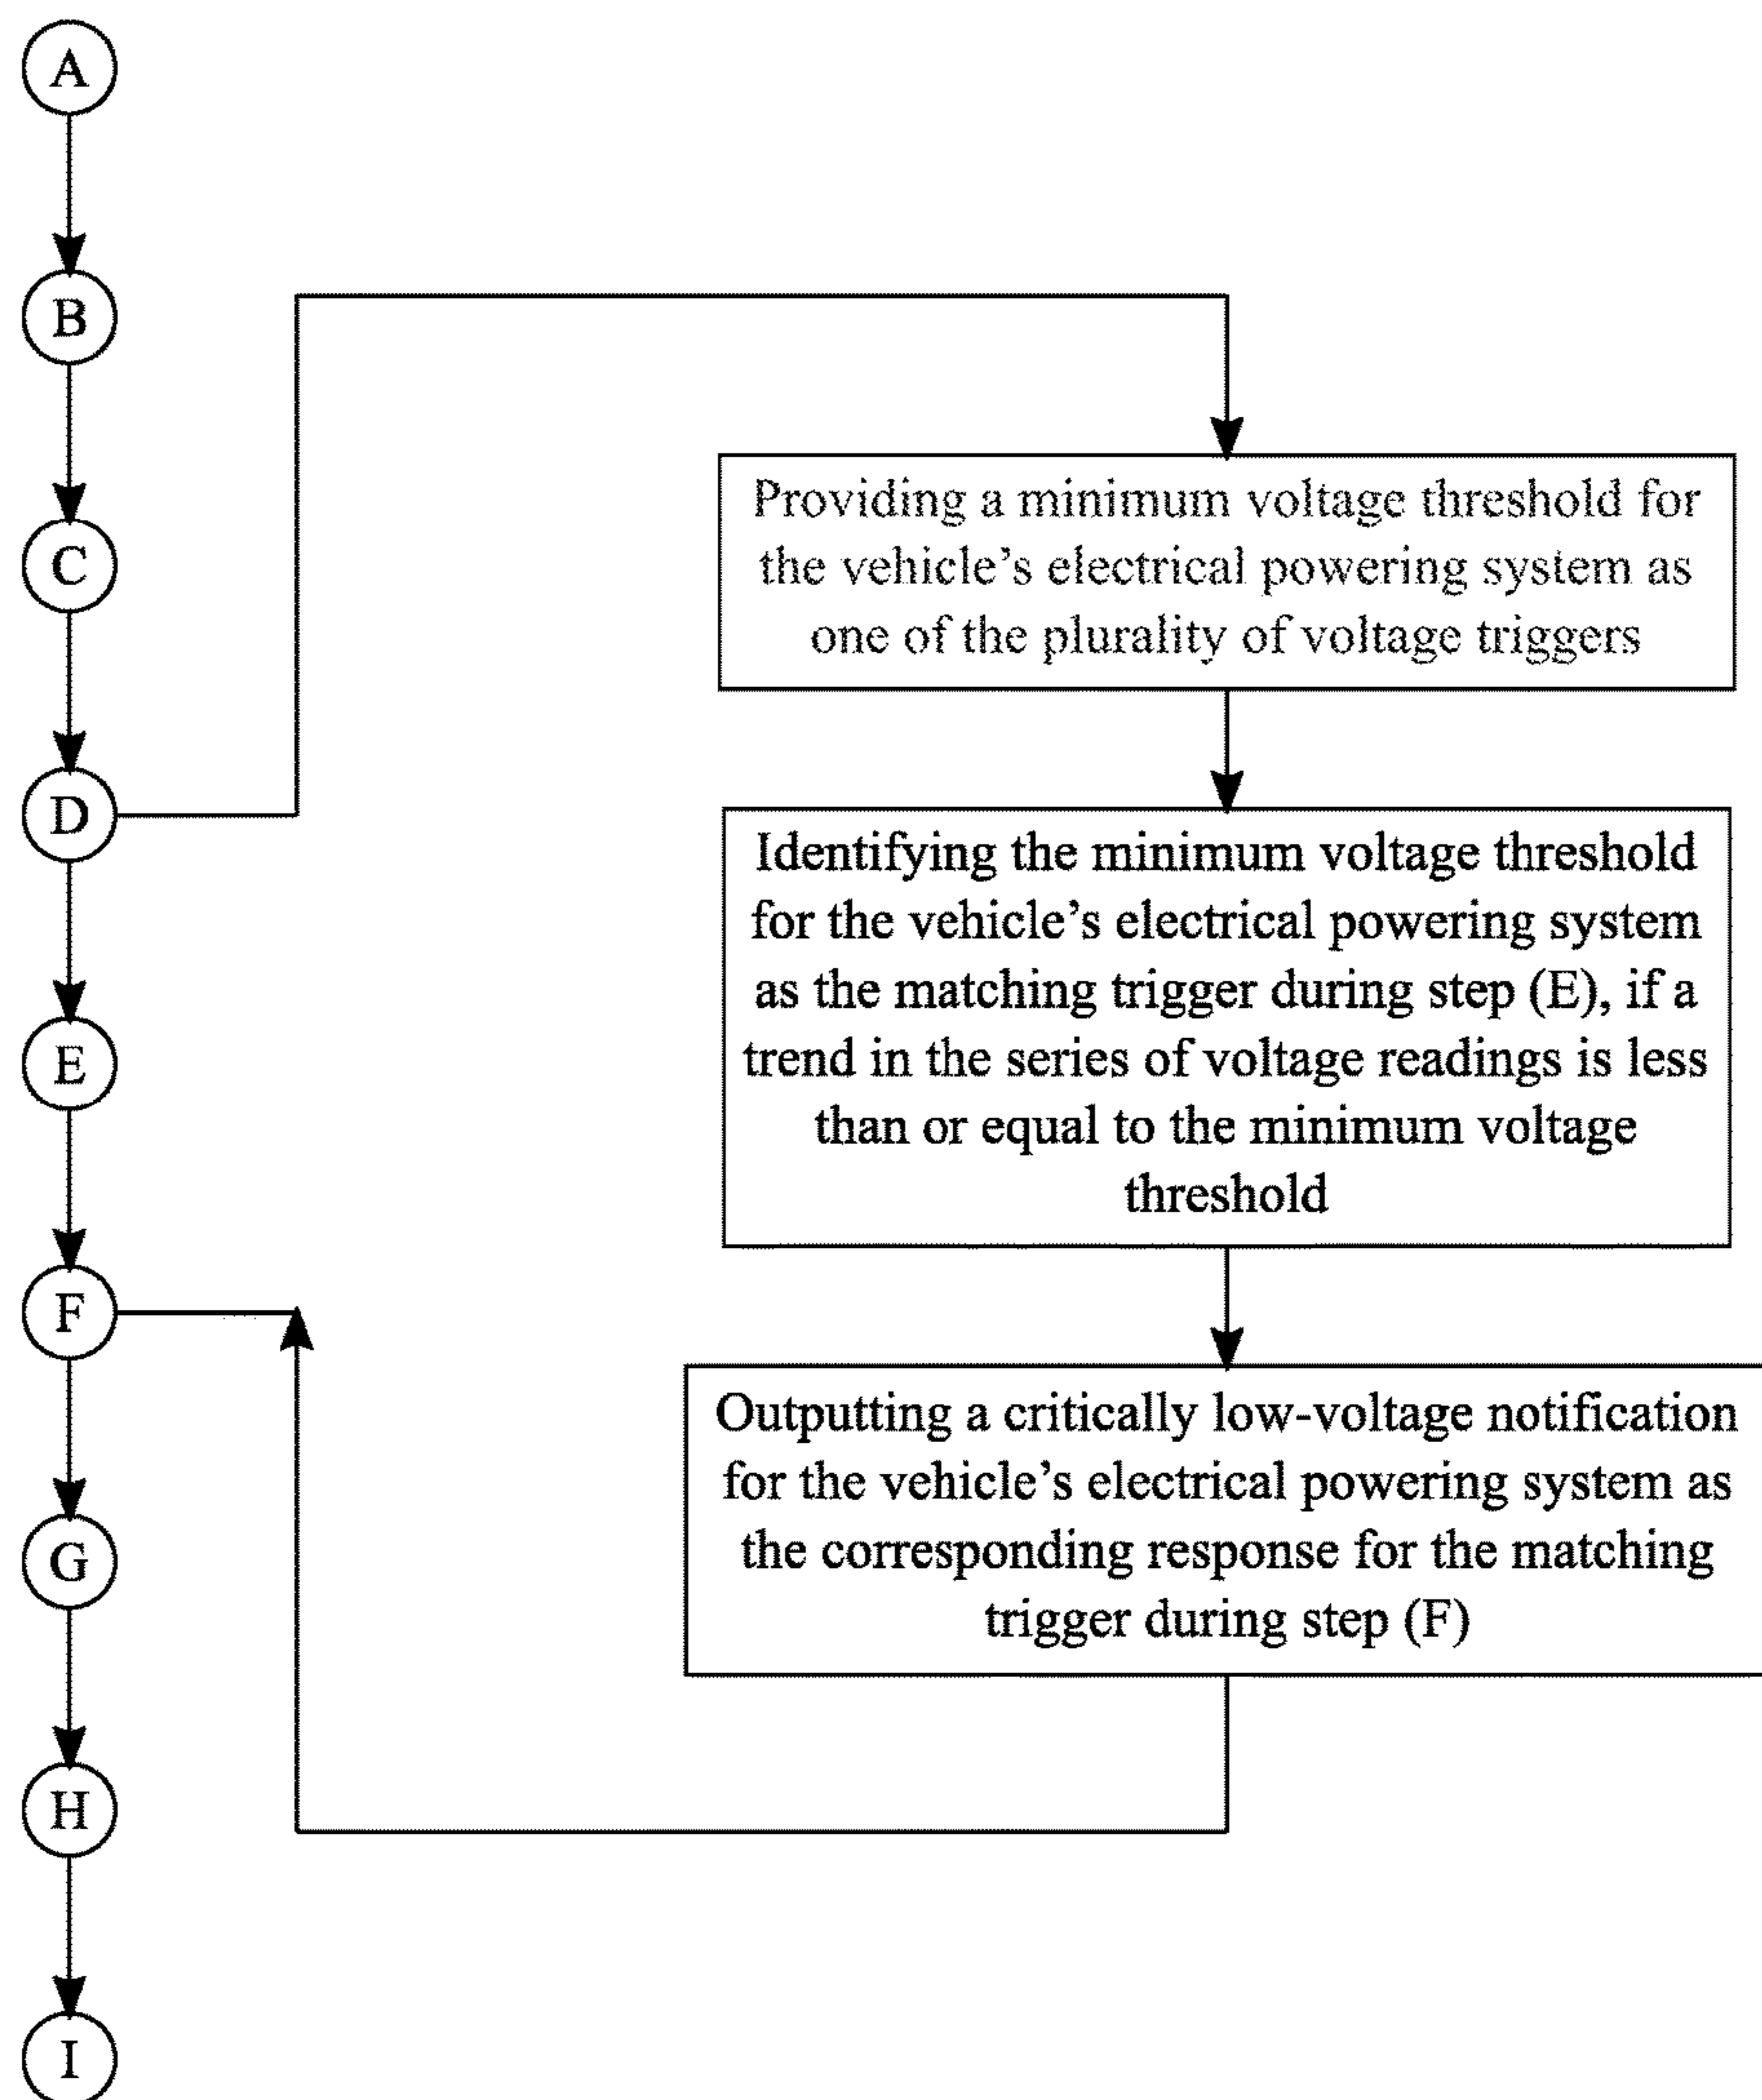 A
B
C
D
E
F
G
H
I
Providing a minimum voltage threshold for
the vehicle's electrical powering system as
one of the plurality of voltage triggers
Identifying the minimum voltage threshold
for the vehicle's electrical powering system
as the matching trigger during step (E), if a
trend in the series of voltage readings is less
than or equal to the minimum voltage
threshold
Outputting a critically low-voltage notification
for the vehicle's electrical powering system as
the corresponding response for the matching
trigger during step (F)